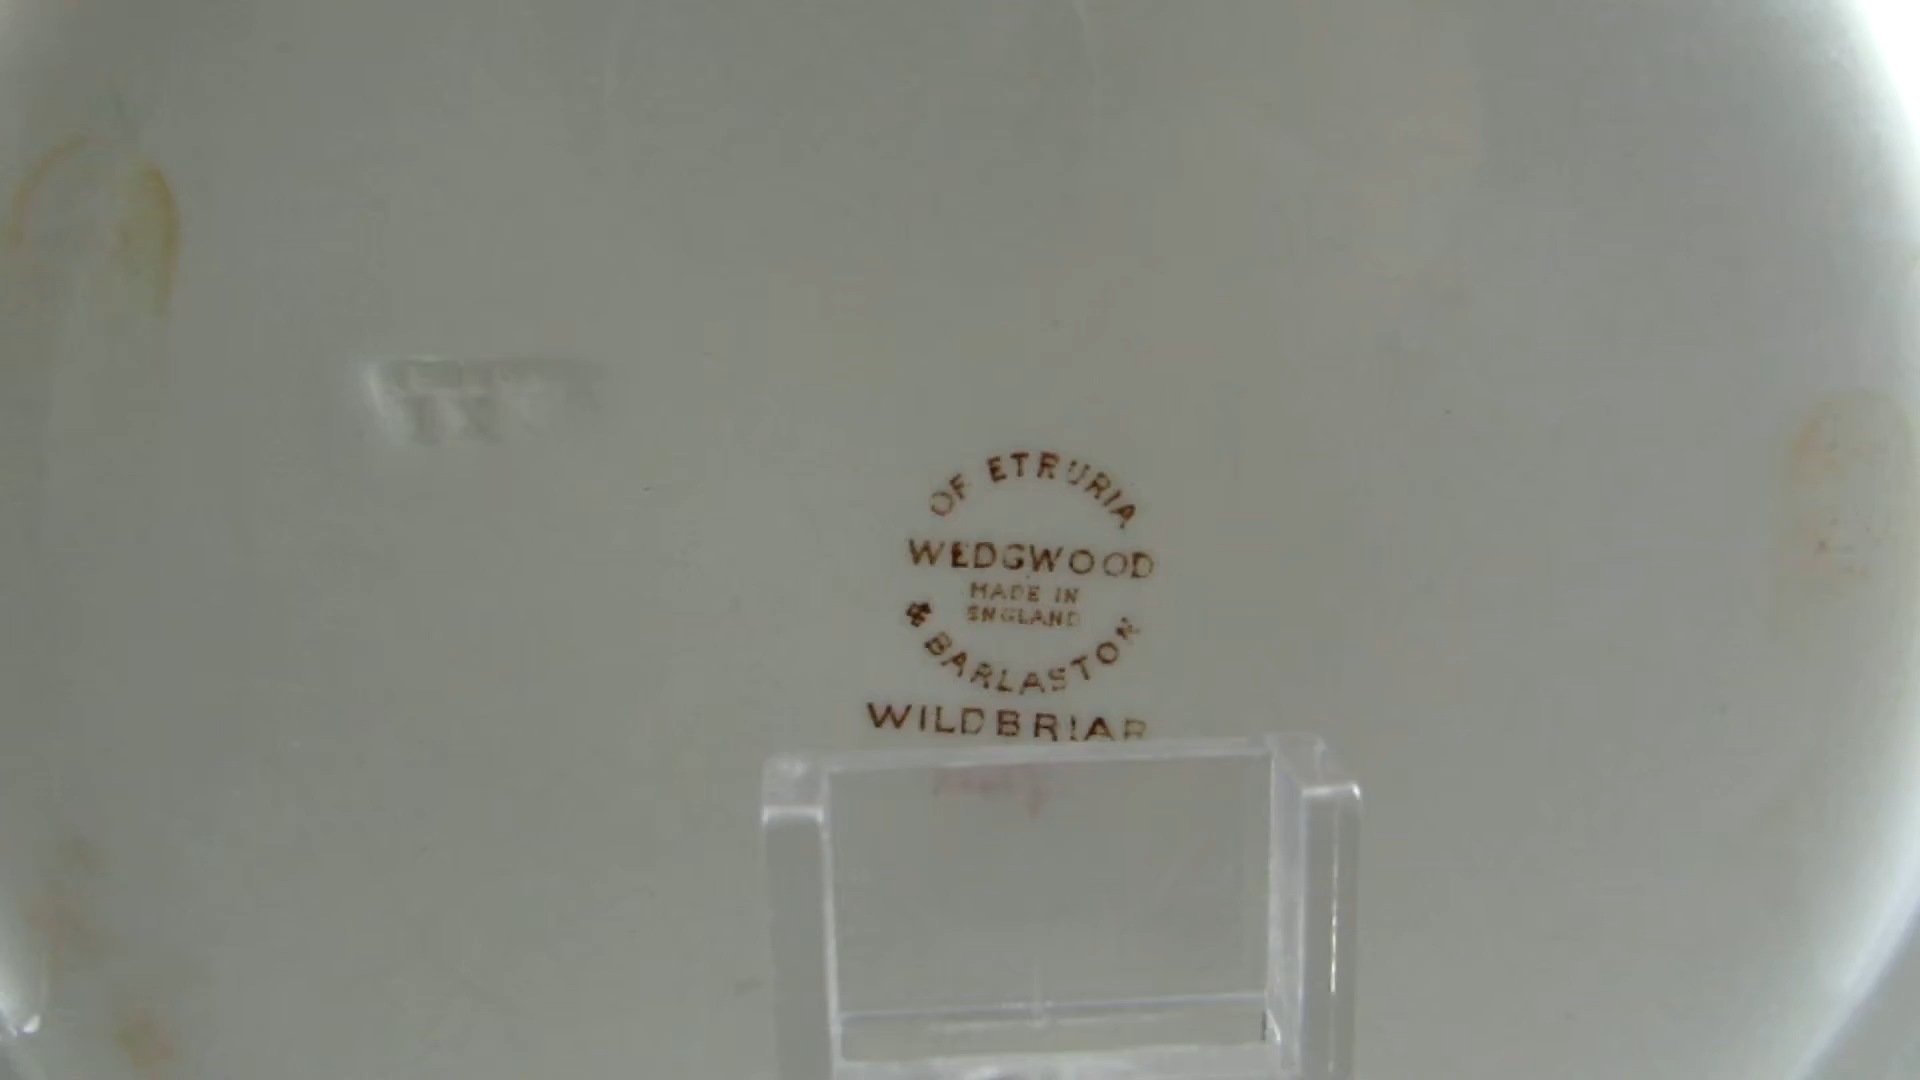 OF ETRURIA
WEDGWOOD
MADE IN
ENGLAND
& BARLASTON
WILDBRIAR